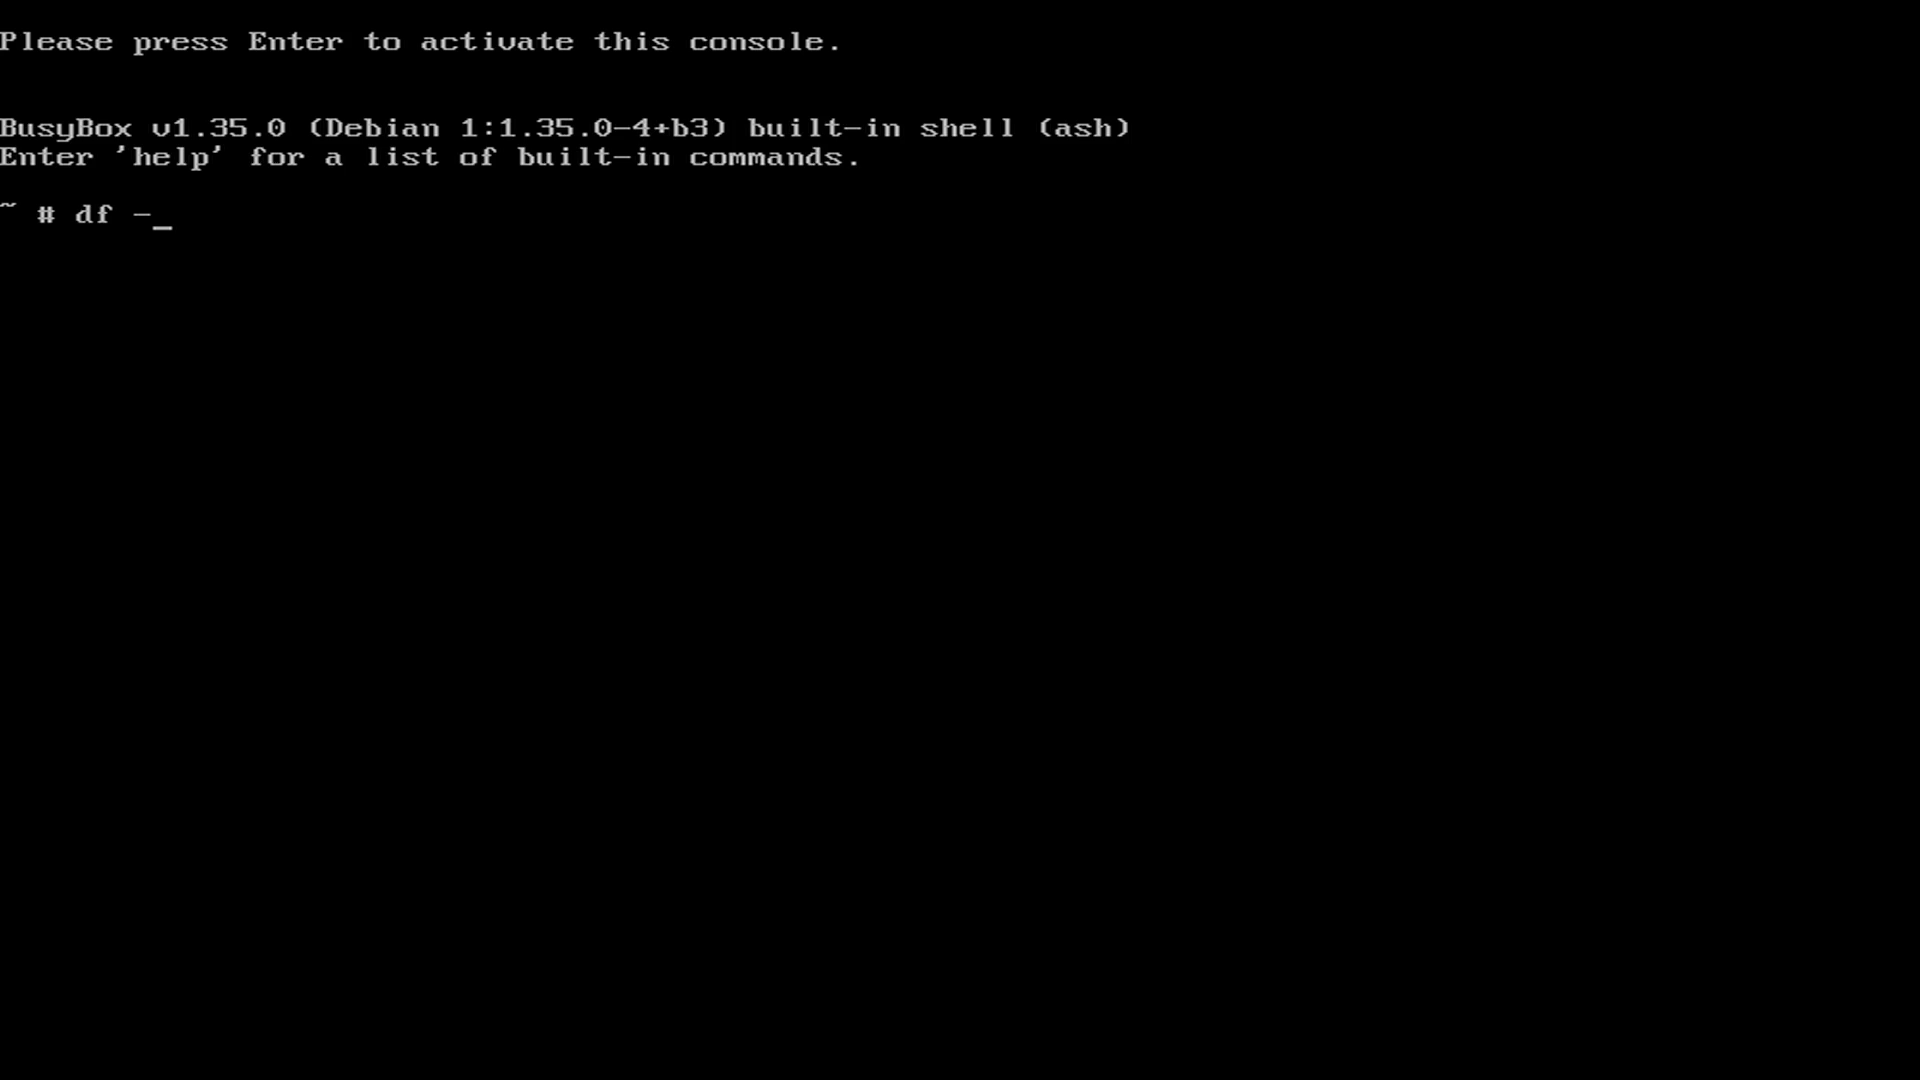 Please press Enter to activate this console.
BusyBox v1.35.0 (Debian 1:1.35.0-4+b3) built-in shell (ash)
Enter 'help' for a list of built-in commands.
~ # df -_